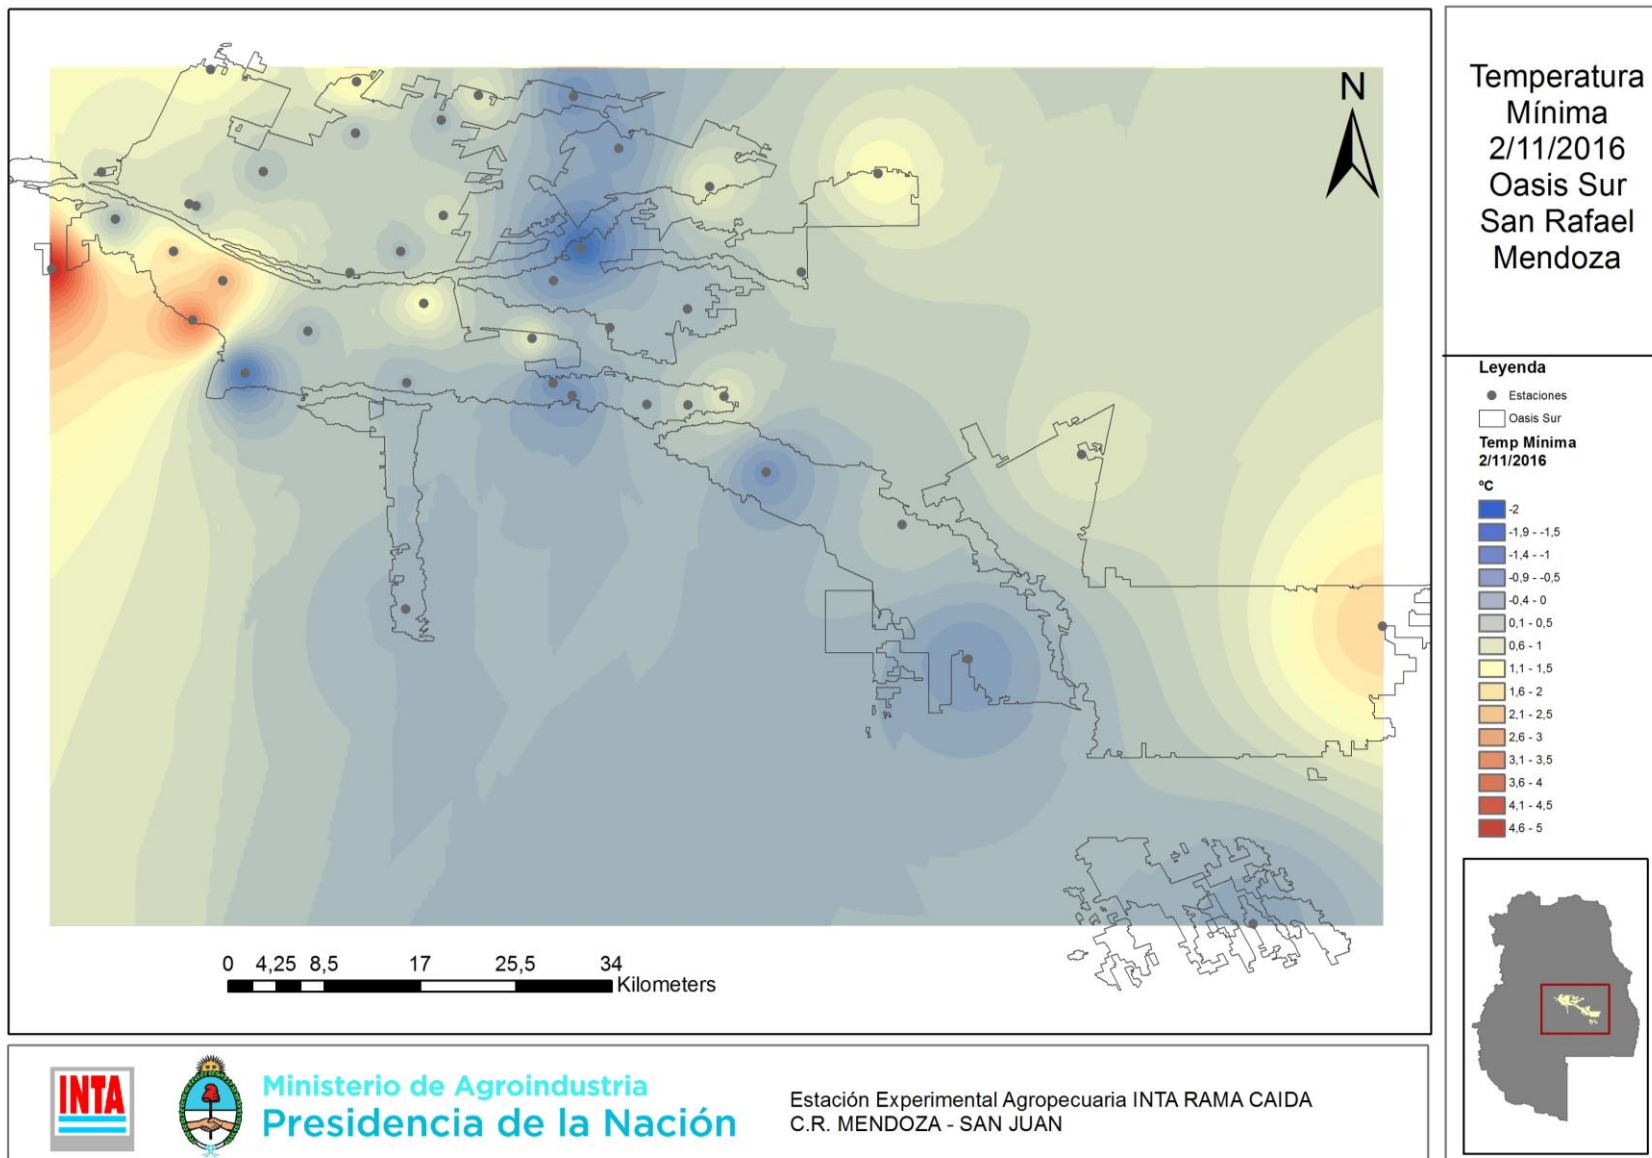 N
Temperatura
Mínima
2/11/2016
Oasis Sur
San Rafael
Mendoza
Leyenda
Estaciones
Oasis Sur
Temp Mínima
2/11/2016
ºC
-2
-1,9 - -1,5
-1,4 - -1
-0,9 - -0,5
-0,4 - 0
0,1 - 0,5
0,6 - 1
1,1 - 1,5
1,6 - 2
2,1 - 2,5
2,6 - 3
3,1 - 3,5
3,6 - 4
4,1 - 4,5
4,6 - 5
0 4,25 8,5 17 25,5 34
Kilometers
INTA
Ministerio de Agroindustria
Presidencia de la Nación
Estación Experimental Agropecuaria INTA RAMA CAIDA
C.R. MENDOZA - SAN JUAN